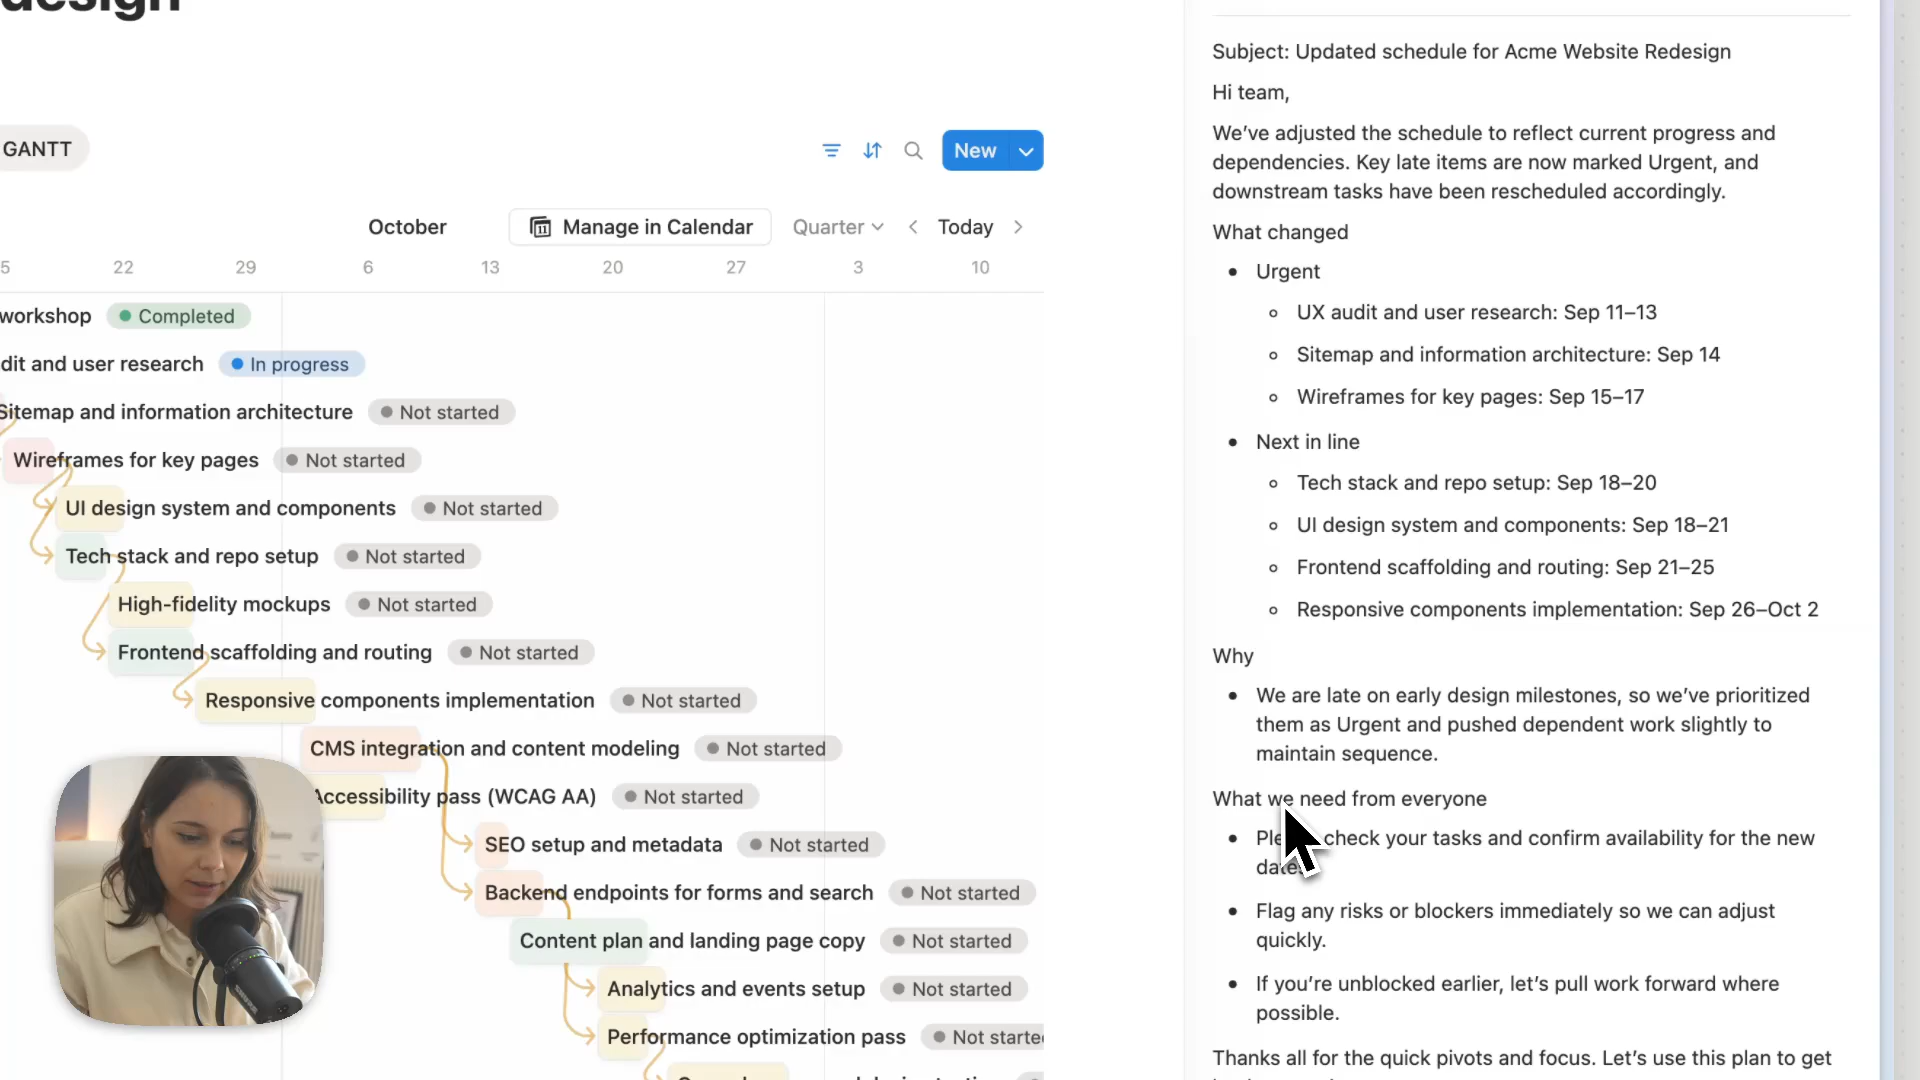 GANTT
New
October
Manage in Calendar
Quarter
Today
5 22 29 6 13 20 27 3 10
workshop Completed
dit and user research In progress
Sitemap and information architecture Not started
Wireframes for key pages Not started
UI design system and components Not started
Tech stack and repo setup Not started
High-fidelity mockups Not started
Frontend scaffolding and routing Not started
Responsive components implementation Not started
CMS integration and content modeling Not started
Accessibility pass (WCAG AA) Not started
SEO setup and metadata Not started
Backend endpoints for forms and search Not started
Content plan and landing page copy Not started
Analytics and events setup Not started
Performance optimization pass Not starte
Subject: Updated schedule for Acme Website Redesign
Hi team,
We’ve adjusted the schedule to reflect current progress and
dependencies. Key late items are now marked Urgent, and
downstream tasks have been rescheduled accordingly.
What changed
Urgent
UX audit and user research: Sep 11–13
Sitemap and information architecture: Sep 14
Wireframes for key pages: Sep 15–17
Next in line
Tech stack and repo setup: Sep 18–20
UI design system and components: Sep 18–21
Frontend scaffolding and routing: Sep 21–25
Responsive components implementation: Sep 26–Oct 2
Why
We are late on early design milestones, so we’ve prioritized
them as Urgent and pushed dependent work slightly to
maintain sequence.
What we need from everyone
check your tasks and confirm availability for the new
Flag any risks or blockers immediately so we can adjust
quickly.
If you’re unblocked earlier, let’s pull work forward where
possible.
Thanks all for the quick pivots and focus. Let’s use this plan to get